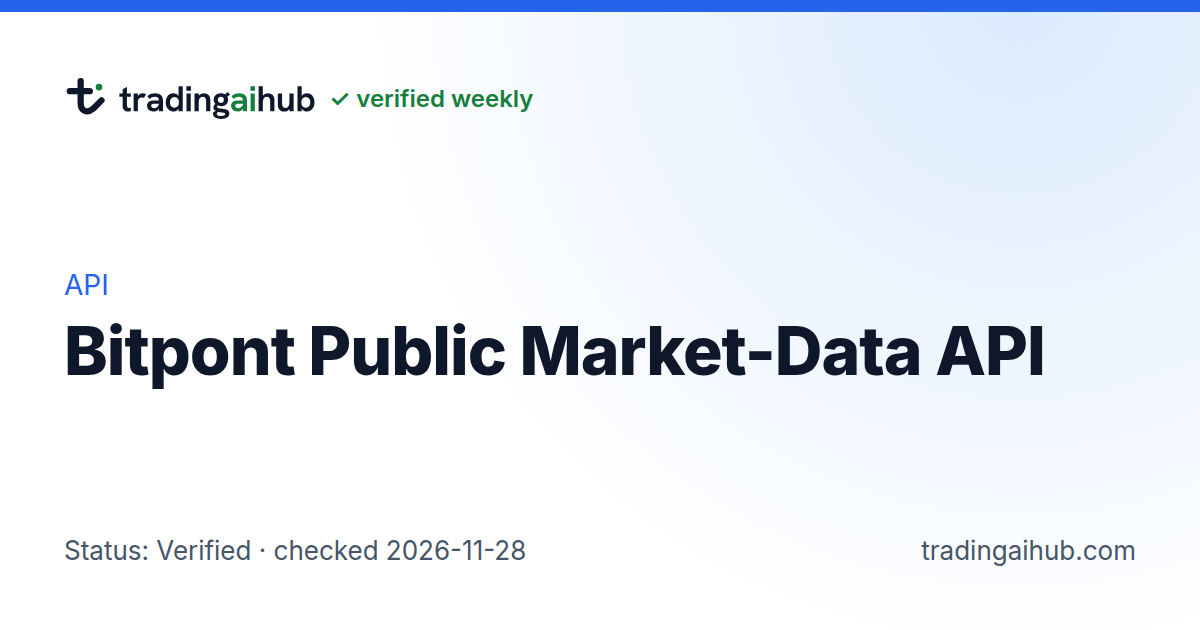 tradingaihub ✓ verified weekly
API
Bitpont Public Market-Data API
Status: Verified · checked 2026-11-28
tradingaihub.com